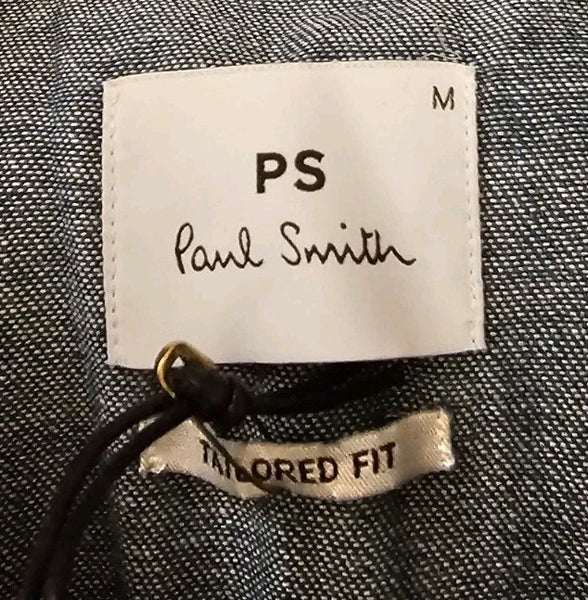 M
PS
Paul Smith
TAILORED FIT